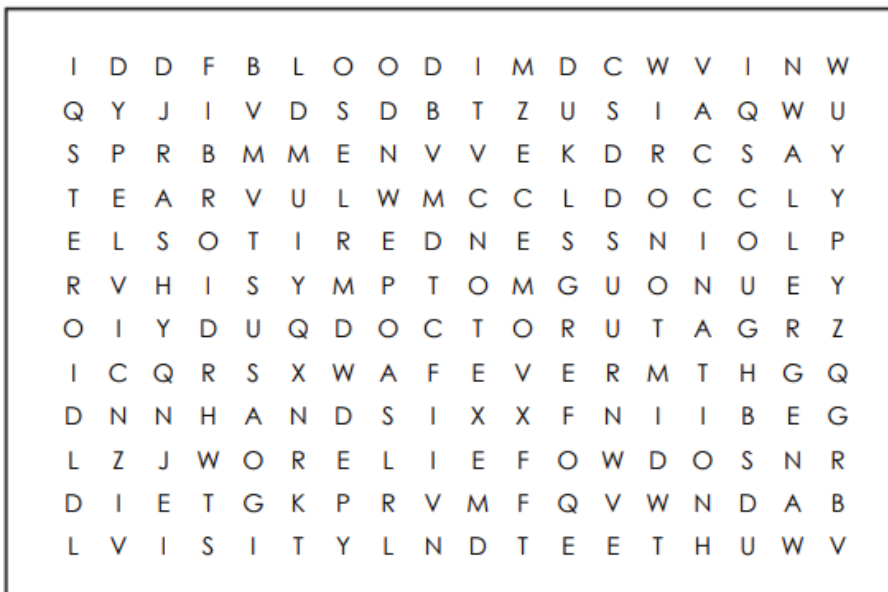 I D D F B L O O D I M D C W V I N W
Q Y J I V D S D B T Z U S I A Q W U
S P R B M M E N V V E K D R C S A Y
T E A R V U L W M C C L D O C C L Y
E L S O T I R E D N E S S N I O L P
R V H I S Y M P T O M G U O N U E Y
O I Y D U Q D O C T O R U T A G R Z
I C Q R S X W A F E V E R M T H G Q
D N N H A N D S I X X F N I I B E G
L Z J W O R E L I E F O W D O S N R
D I E T G K P R V M F Q V W N D A B
L V I S I T Y L N D T E E T H U W V